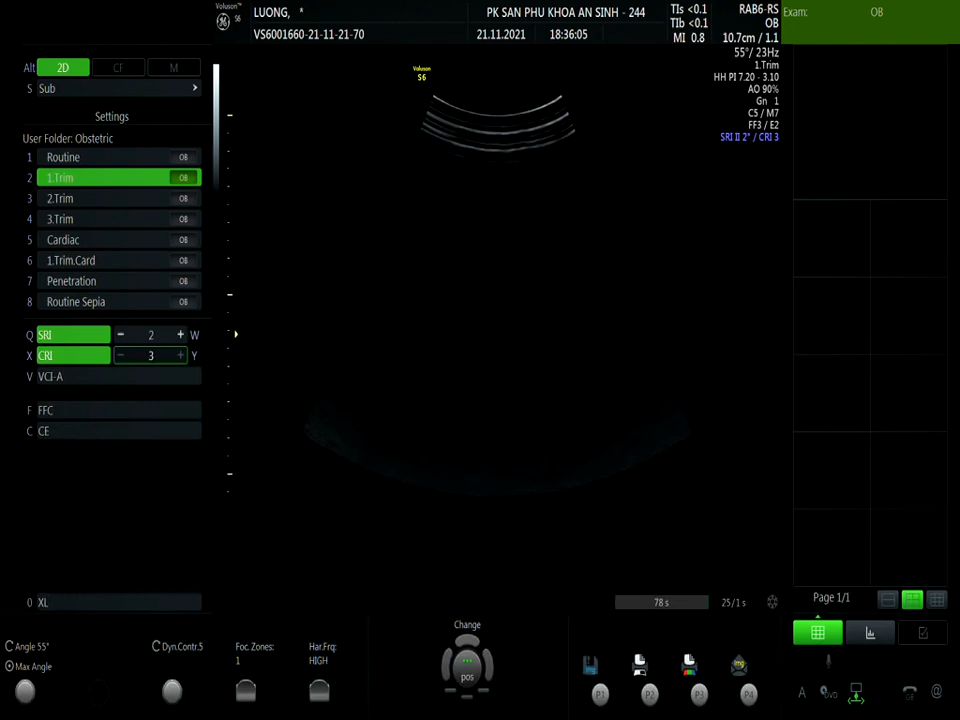 Voluson™
S6
LUONG, *
PK SAN PHU KHOA AN SINH - 244
VS6001660-21-11-21-70
21.11.2021
18:36:05
TIs <0.1
TIb <0.1
MI 0.8
RAB6-RS
OB
10.7cm / 1.1
55°/ 23Hz
1.Trim
HH PI 7.20 - 3.10
AO 90%
Gn 1
C5 / M7
FF3 / E2
SRI II 2° / CRI 3
Exam: OB
Voluson
S6
Alt 2D CF M
S Sub
Settings
User Folder: Obstetric
1 Routine OB
2 1.Trim OB
3 2.Trim OB
4 3.Trim OB
5 Cardiac OB
6 1.Trim.Card OB
7 Penetration OB
8 Routine Sepia OB
Q SRI - 2 + W
X CRI - 3 + Y
V VCI-A
F FFC
C CE
0 XL
78 s
25/1 s
Page 1/1
Angle 55°
Max Angle
Dyn.Contr.5
Foc. Zones:
1
Har.Frq:
HIGH
Change
pos
img
P1 P2 P3 P4
A DVD @